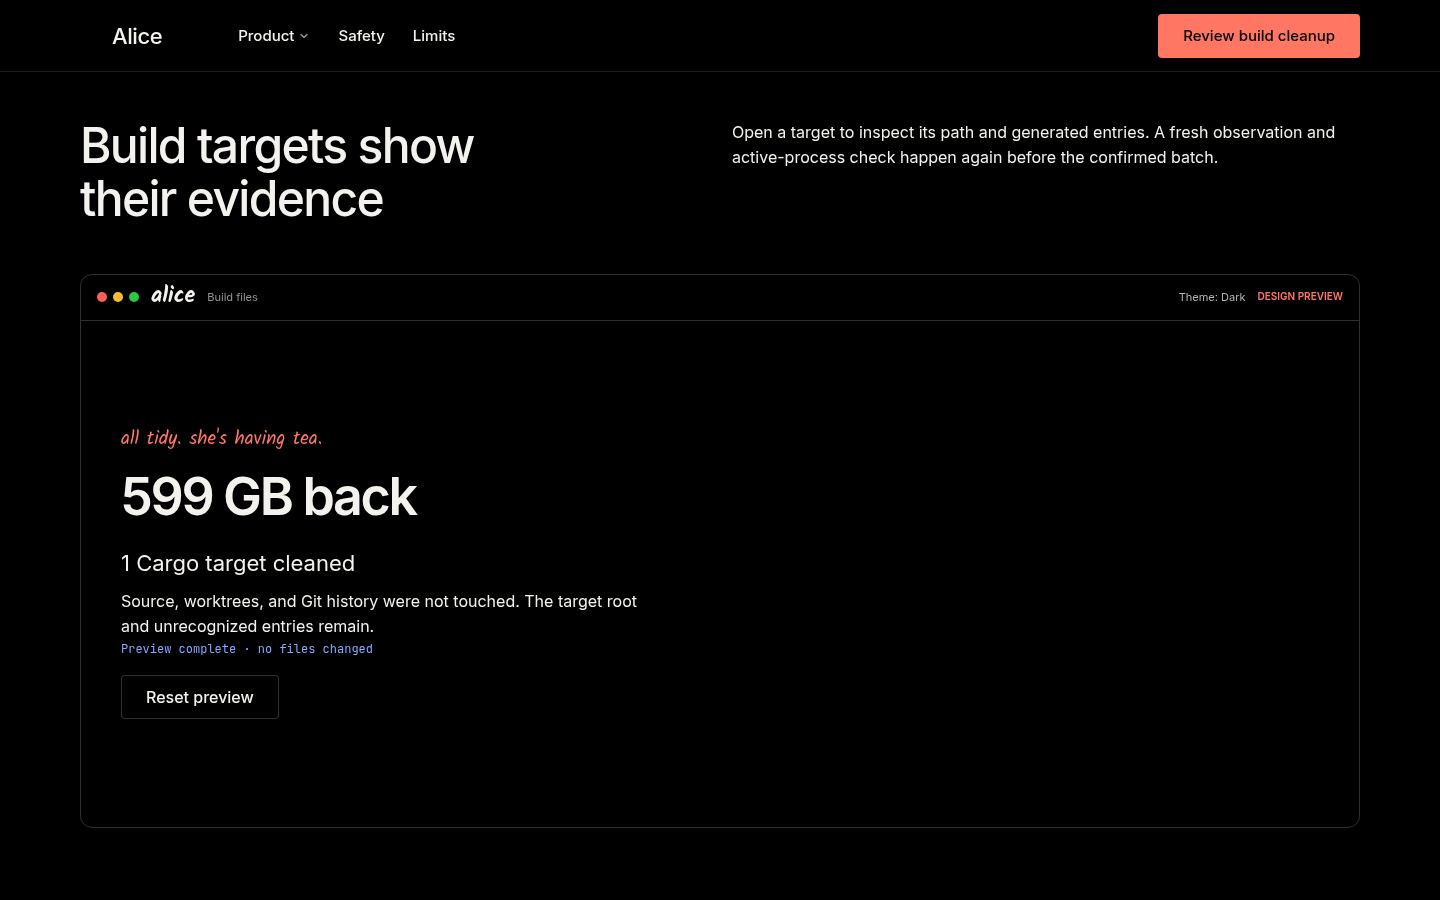 Alice
Product
Safety
Limits
Review build cleanup
Build targets show
their evidence
Open a target to inspect its path and generated entries. A fresh observation and
active-process check happen again before the confirmed batch.
alice
Build files
Theme: Dark
DESIGN PREVIEW
all tidy. she's having tea.
599 GB back
1 Cargo target cleaned
Source, worktrees, and Git history were not touched. The target root
and unrecognized entries remain.
Preview complete · no files changed
Reset preview